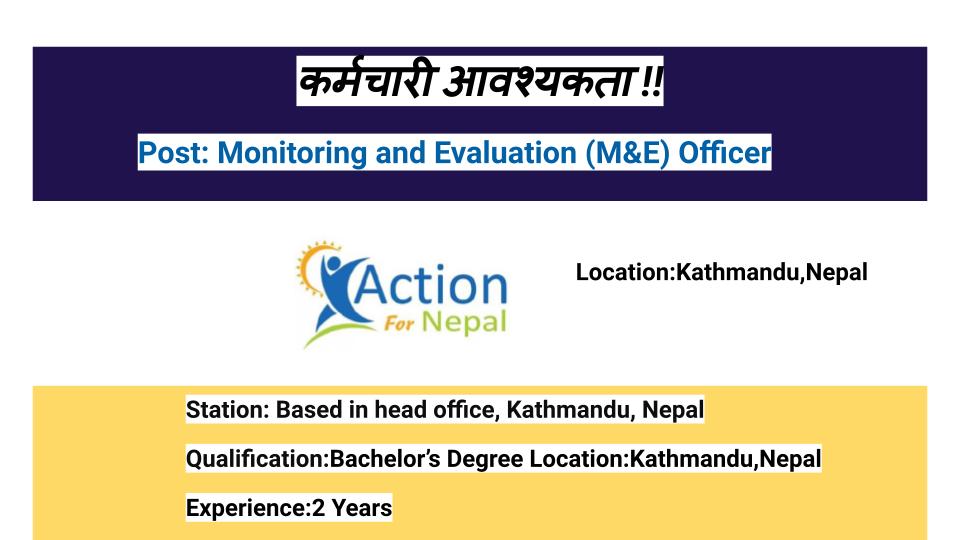 कर्मचारी आवश्यकता !!
Post: Monitoring and Evaluation (M&E) Officer
Action
For Nepal
Location:Kathmandu,Nepal
Station: Based in head office, Kathmandu, Nepal
Qualification:Bachelor’s Degree Location:Kathmandu,Nepal
Experience:2 Years